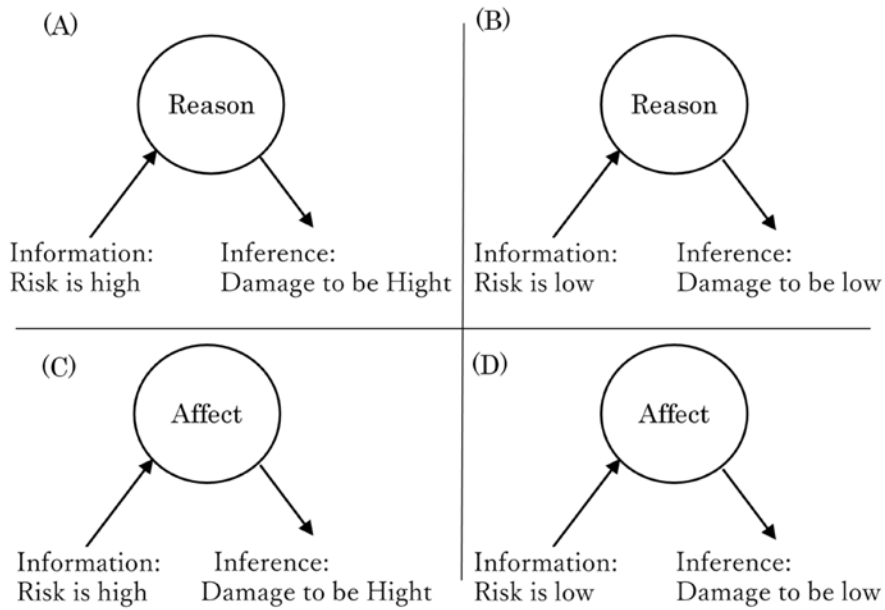 (A)
Reason
Information:
Risk is high
Inference:
Damage to be Hight
(B)
Reason
Information:
Risk is low
Inference:
Damage to be low
(C)
Affect
Information:
Risk is high
Inference:
Damage to be Hight
(D)
Affect
Information:
Risk is low
Inference:
Damage to be low